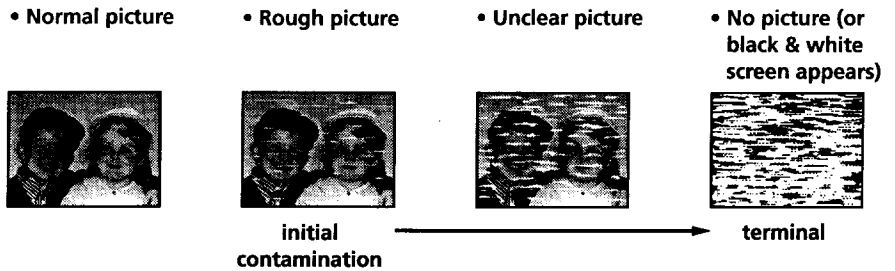 • Normal picture
• Rough picture
• Unclear picture
• No picture (or
black & white
screen appears)
initial
contamination
terminal